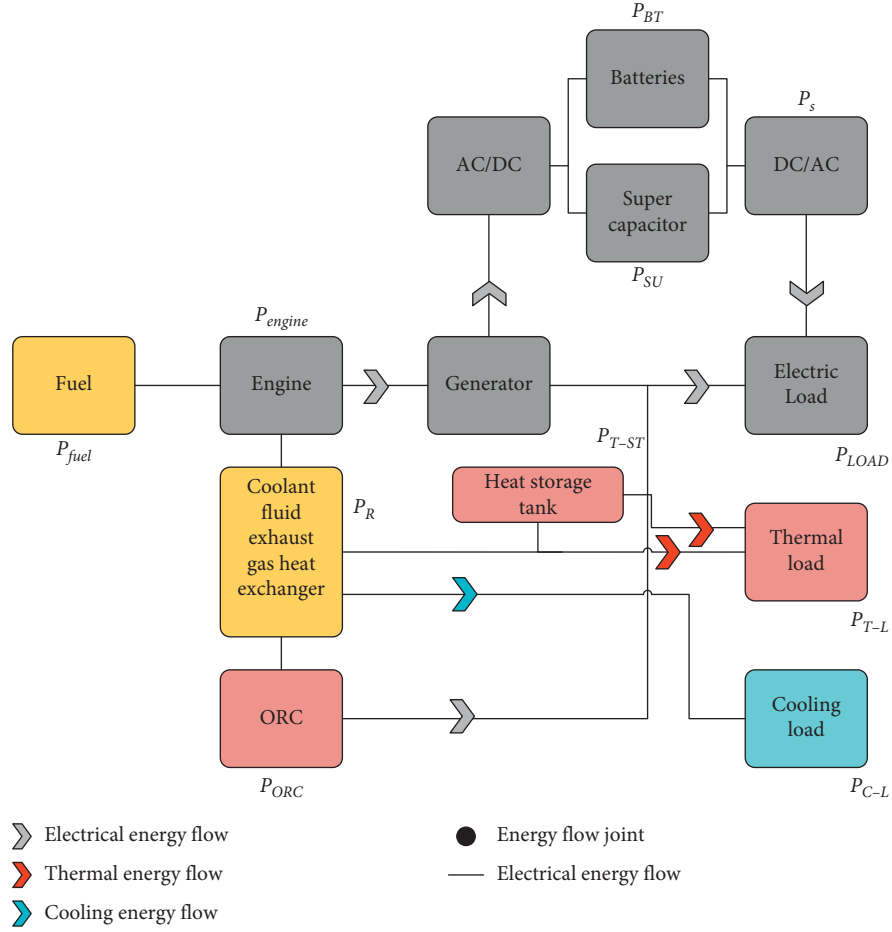 P_BT
Batteries
P_s
AC/DC
DC/AC
Super
capacitor
P_SU
P_engine
Fuel
Engine
Generator
Electric
Load
P_fuel
P_T–ST
P_LOAD
Coolant
fluid
exhaust
gas heat
exchanger
P_R
Heat storage
tank
Thermal
load
P_T–L
ORC
Cooling
load
P_ORC
P_C–L
Electrical energy flow
Energy flow joint
Thermal energy flow
Electrical energy flow
Cooling energy flow